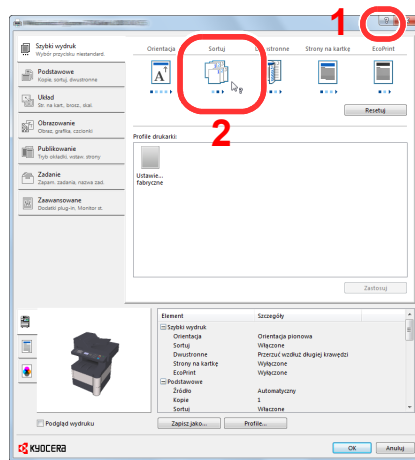 1
?
Szybki wydruk
Wybór przycisku niestandard.
Podstawowe
Kopie, sortuj, dwustronne
Układ
Str. na kart, brosz, skal.
Obrazowanie
Obraz, grafika, czcionki
Publikowanie
Tryb okładki, wstaw. strony
Zadanie
Zapam. zadania, nazwa zad.
Zaawansowane
Dodatki plug-in, Monitor st.
Orientacja Sortuj Dwustronne Strony na kartkę EcoPrint
A
2
Resetuj
Profile drukarki:
Ustawie...
fabryczne
Zastosuj
Element Szczegóły
Szybki wydruk
Orientacja Orientacja pionowa
Sortuj Włączone
Dwustronne Przerzuć wzdłuż długiej krawędzi
Strony na kartkę Wyłączone
EcoPrint Wyłączone
Podstawowe
Źródło Automatyczny
Kopie 1
Sortuj Włączone
Podgląd wydruku
Zapisz jako... Profile...
KYOCERA
OK Anuluj